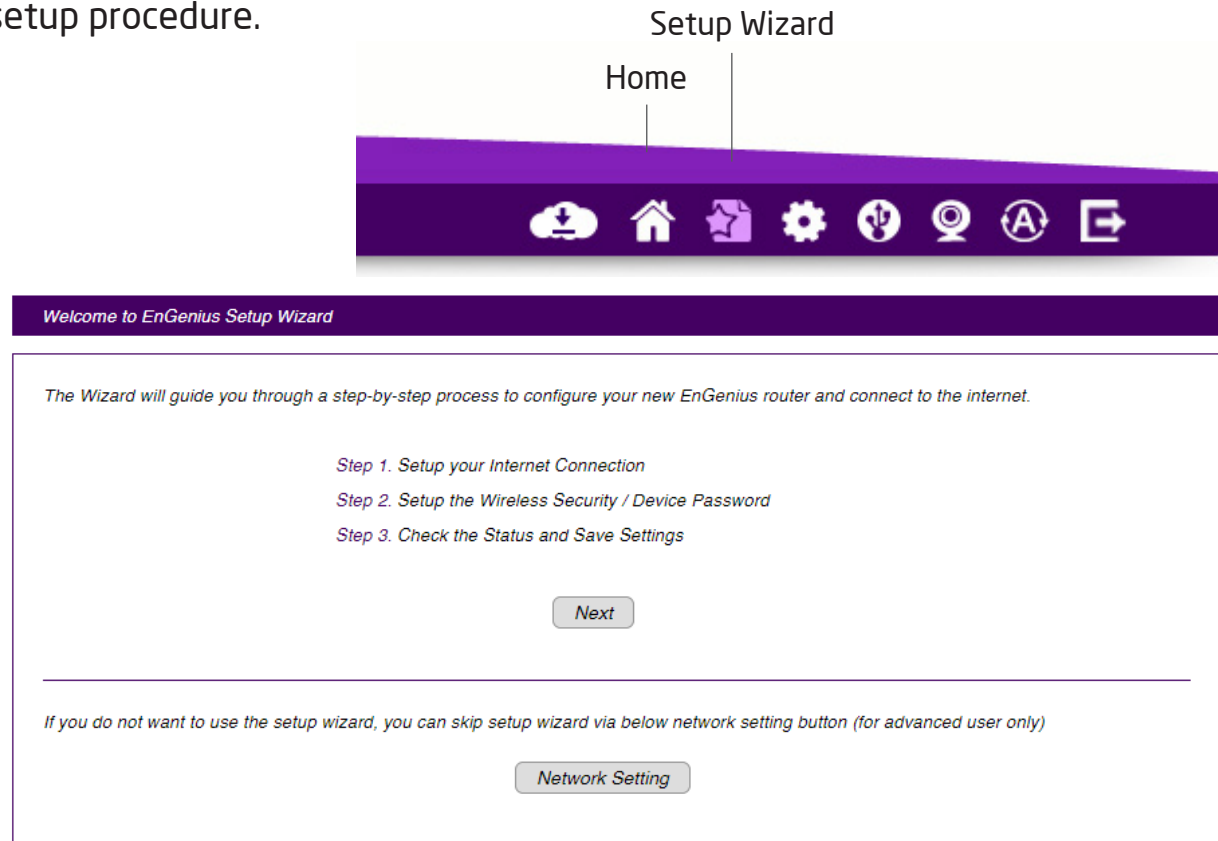 setup procedure.
Setup Wizard
Home
A
Welcome to EnGenius Setup Wizard
The Wizard will guide you through a step-by-step process to configure your new EnGenius router and connect to the internet.
Step 1. Setup your Internet Connection
Step 2. Setup the Wireless Security / Device Password
Step 3. Check the Status and Save Settings
Next
If you do not want to use the setup wizard, you can skip setup wizard via below network setting button (for advanced user only)
Network Setting